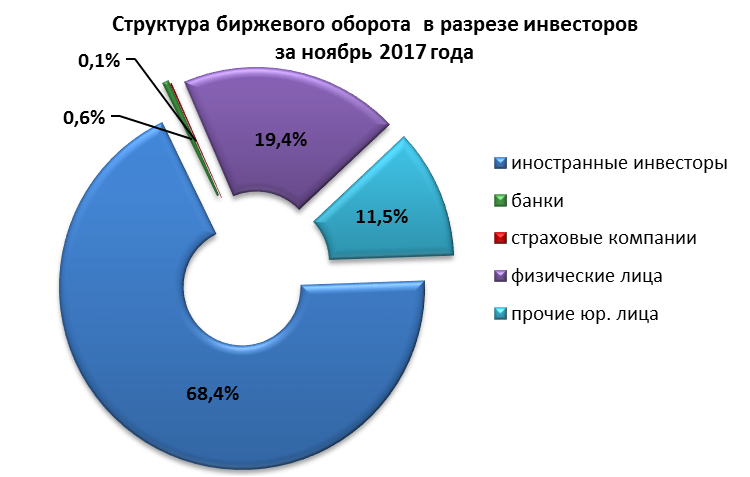 Структура биржевого оборота в разрезе инвесторов
за ноябрь 2017 года
0,1%
0,6%
19,4%
11,5%
68,4%
иностранные инвесторы
банки
страховые компании
физические лица
прочие юр. лица